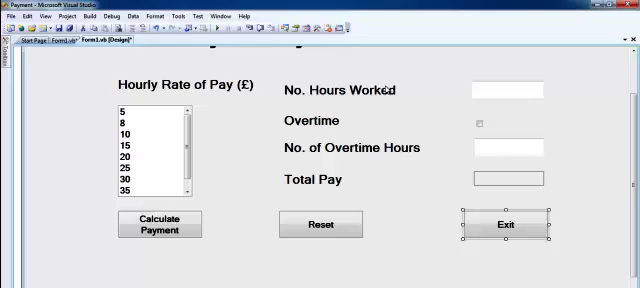 Payment - Microsoft Visual Studio
File Edit View Project Build Debug Data Format Tools Test Window Help
Start Page Form1.vb* Form1.vb [Design]*
Toolbox
Hourly Rate of Pay (£)
5
8
10
15
20
25
30
35
No. Hours Worked
Overtime
No. of Overtime Hours
Total Pay
Calculate
Payment
Reset
Exit